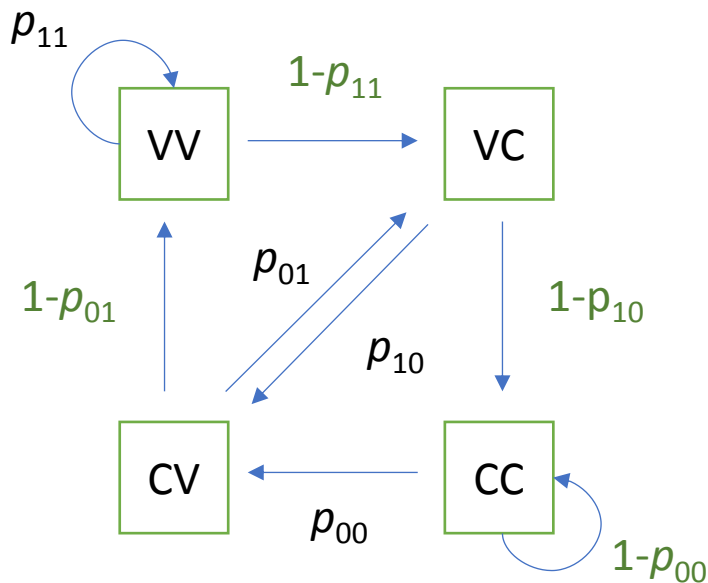 p₁₁
1-p₁₁
VV
VC
p₀₁
1-p₀₁
1-p₁₀
p₁₀
CV
CC
p₀₀
1-p₀₀